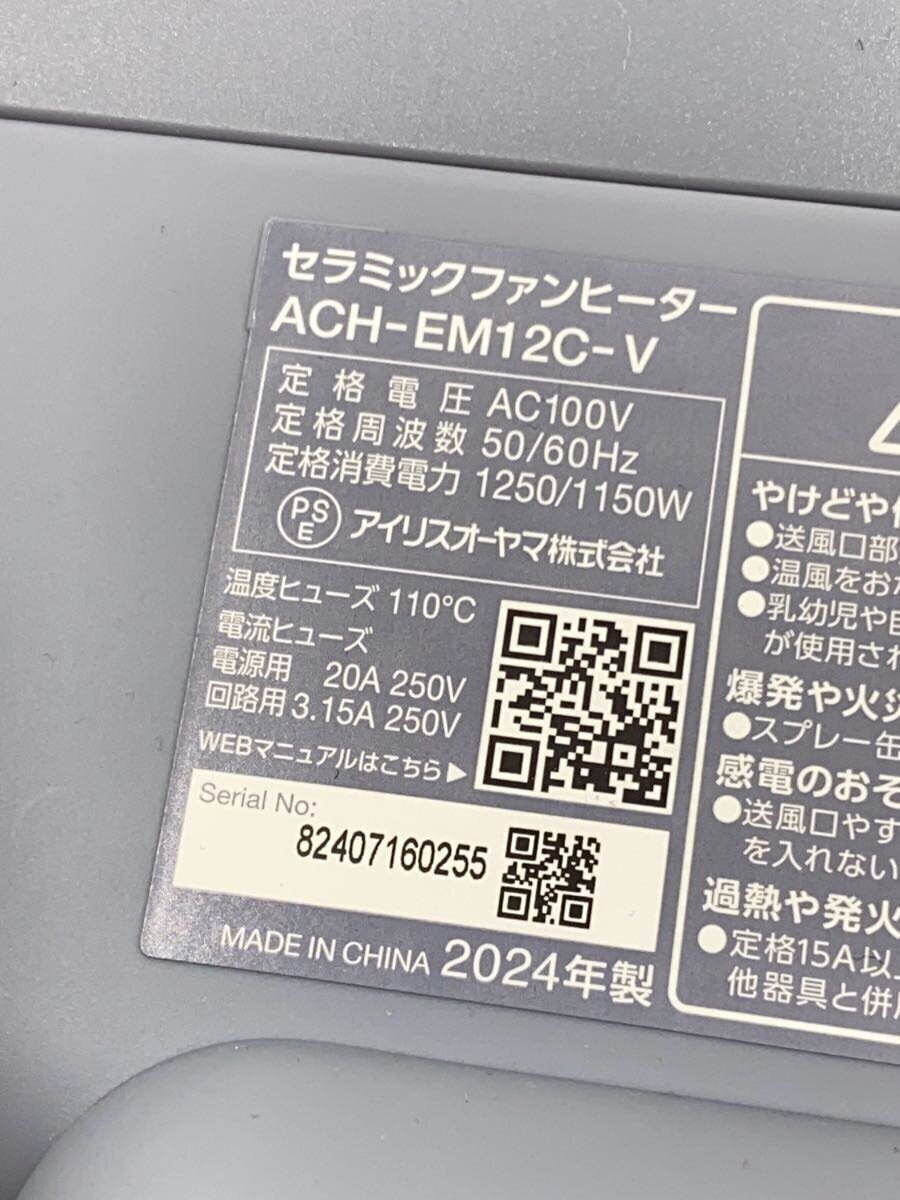 セラミックファンヒーター
ACH-EM12C-V
定格電圧 AC100V
定格周波数 50/60Hz
定格消費電力 1250/1150W
PSE アイリスオーヤマ株式会社
温度ヒューズ 110℃
電流ヒューズ
電源用 20A 250V
回路用 3.15A 250V
WEBマニュアルはこちら▶
Serial No:
82407160255
MADE IN CHINA 2024年製
やけどや
●送風口部
●温風をお
●乳幼児や
が使用され
爆発や火
●スプレー缶
感電のおそ
●送風口やす
を入れない
過熱や発火
●定格15A以
他器具と併